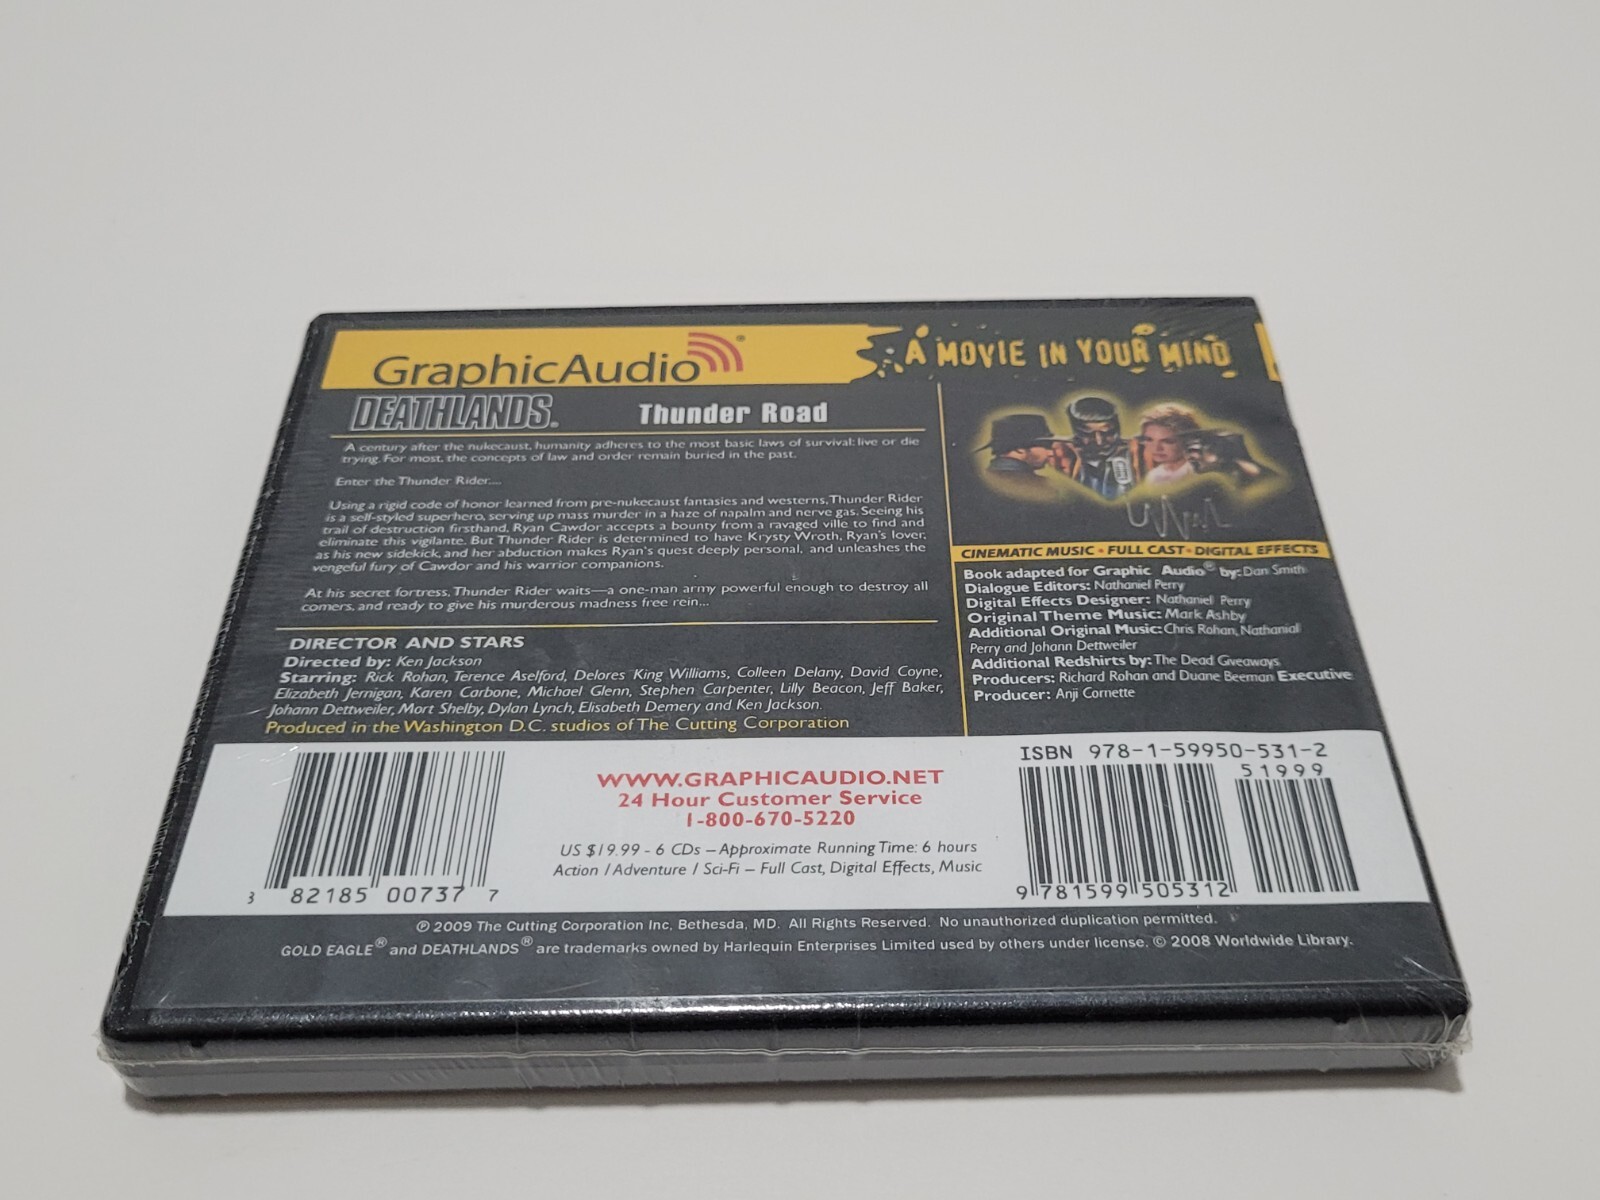 GraphicAudio®
A MOVIE IN YOUR MIND
DEATHLANDS®
Thunder Road
A century after the nukecaust, humanity adheres to the most basic laws of survival: live or die
trying. For most, the concepts of law and order remain buried in the past.
Enter the Thunder Rider....
Using a rigid code of honor learned from pre-nukecaust fantasies and westerns, Thunder Rider
is a self-styled superhero, serving up mass murder in a haze of napalm and nerve gas. Seeing his
trail of destruction firsthand, Ryan Cawdor accepts a bounty from a ravaged ville to find and
eliminate this vigilante. But Thunder Rider is determined to have Krysty Wroth, Ryan's lover,
as his new sidekick, and her abduction makes Ryan's quest deeply personal, and unleashes the
vengeful fury of Cawdor and his warrior companions.
At his secret fortress, Thunder Rider waits—a one-man army powerful enough to destroy all
comers, and ready to give his murderous madness free rein...
DIRECTOR AND STARS
Directed by: Ken Jackson
Starring: Rick Rohan, Terence Aselford, Delores King Williams, Colleen Delany, David Coyne,
Elizabeth Jernigan, Karen Carbone, Michael Glenn, Stephen Carpenter, Lilly Beacon, Jeff Baker,
Johann Dettweiler, Mort Shelby, Dylan Lynch, Elisabeth Demery and Ken Jackson.
Produced in the Washington D.C. studios of The Cutting Corporation
CINEMATIC MUSIC • FULL CAST • DIGITAL EFFECTS
Book adapted for Graphic Audio® by: Dan Smith
Dialogue Editors: Nathaniel Perry
Digital Effects Designer: Nathaniel Perry
Original Theme Music: Mark Ashby
Additional Original Music: Chris Rohan, Nathanial
Perry and Johann Dettweiler
Additional Redshirts by: The Dead Giveaways
Producers: Richard Rohan and Duane Beeman Executive
Producer: Anji Cornette
8 82185 00737 7
WWW.GRAPHICAUDIO.NET
24 Hour Customer Service
1-800-670-5220
US $19.99 - 6 CDs – Approximate Running Time: 6 hours
Action / Adventure / Sci-Fi – Full Cast, Digital Effects, Music
ISBN 978-1-59950-531-2
51999
9 781599 505312
℗ 2009 The Cutting Corporation Inc, Bethesda, MD. All Rights Reserved. No unauthorized duplication permitted.
GOLD EAGLE® and DEATHLANDS® are trademarks owned by Harlequin Enterprises Limited used by others under license. © 2008 Worldwide Library.